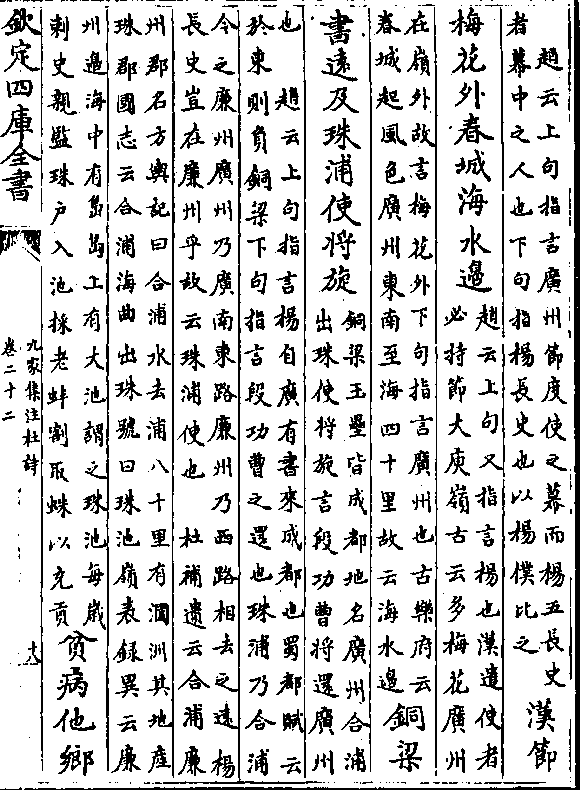 趙云上句指言廣州節度使之幕而楊五長史
者幕中之人也下句指楊長史也以楊僕比之
漢節
梅花外春城海水邉
趙云上句又指言楊也漢遣使者
必持節大庾嶺古云多梅花廣州
在嶺外故言梅花外下句指言廣州也古樂府云
春城起風色廣州東南至海四十里故云海水邉
銅梁
書逺及珠浦使将旋
銅梁玉壘皆成都地名廣州合浦
出珠使将旋言段功曹将還廣州
也 趙云上句指言楊自廣有書來成都也蜀都賦云
於東則負銅梁下句指言段功曹之還也珠浦乃合浦
今之廉州廣州乃廣南東路廉州乃西路相去之逺楊
長史豈在廉州乎故云珠浦使也 杜補遺云合浦廉
州郡名方輿記曰合浦水去浦八十里有涠洲其地産
珠郡國志云合浦海曲出珠號曰珠池嶺表録異云廉
州邉海中有島島上有大池謂之珠池每歳
刺史親監珠戸入池採老蚌割取蛛以充貢
貧病他鄉
欽定四庫全書
九家集注杜詩
卷二十二
十八